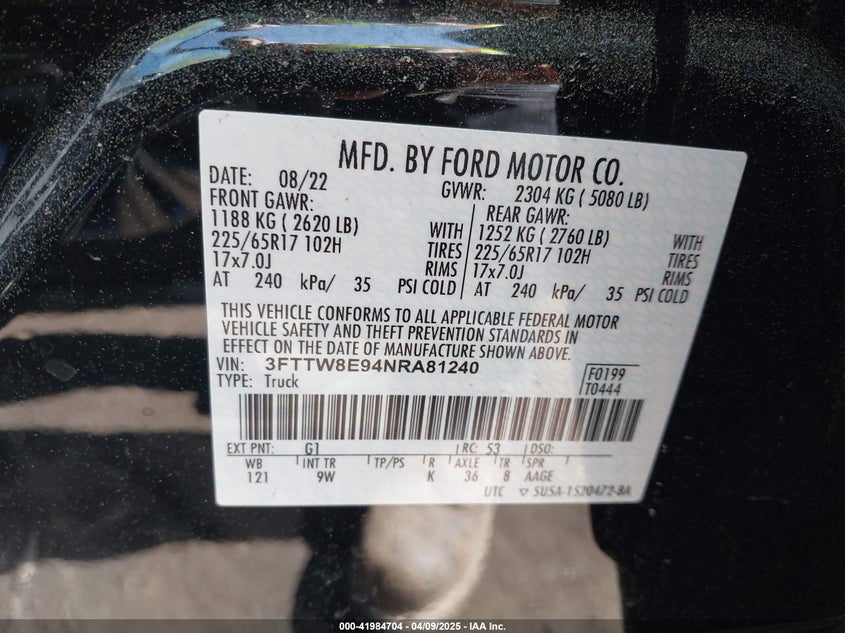 MFD. BY FORD MOTOR CO.
DATE: 08/22 GVWR: 2304 KG ( 5080 LB)
FRONT GAWR: REAR GAWR:
1188 KG ( 2620 LB) WITH 1252 KG ( 2760 LB) WITH
225/65R17 102H TIRES 225/65R17 102H TIRES
17x7.0J RIMS 17x7.0J RIMS
AT 240 kPa/ 35 PSI COLD AT 240 kPa/ 35 PSI COLD
THIS VEHICLE CONFORMS TO ALL APPLICABLE FEDERAL MOTOR
VEHICLE SAFETY AND THEFT PREVENTION STANDARDS IN
EFFECT ON THE DATE OF MANUFACTURE SHOWN ABOVE.
VIN: 3FTTW8E94NRA81240 F0199
TYPE: Truck T0444
EXT PNT: G1 RC: 53 DSO:
WB INT TR TP/PS R AXLE TR SPR
121 9W K 36 8 AAGE
UTC ▽ 5U5A-1520472-BA
000-41984704 | 04/09/2025 - IAA Inc.